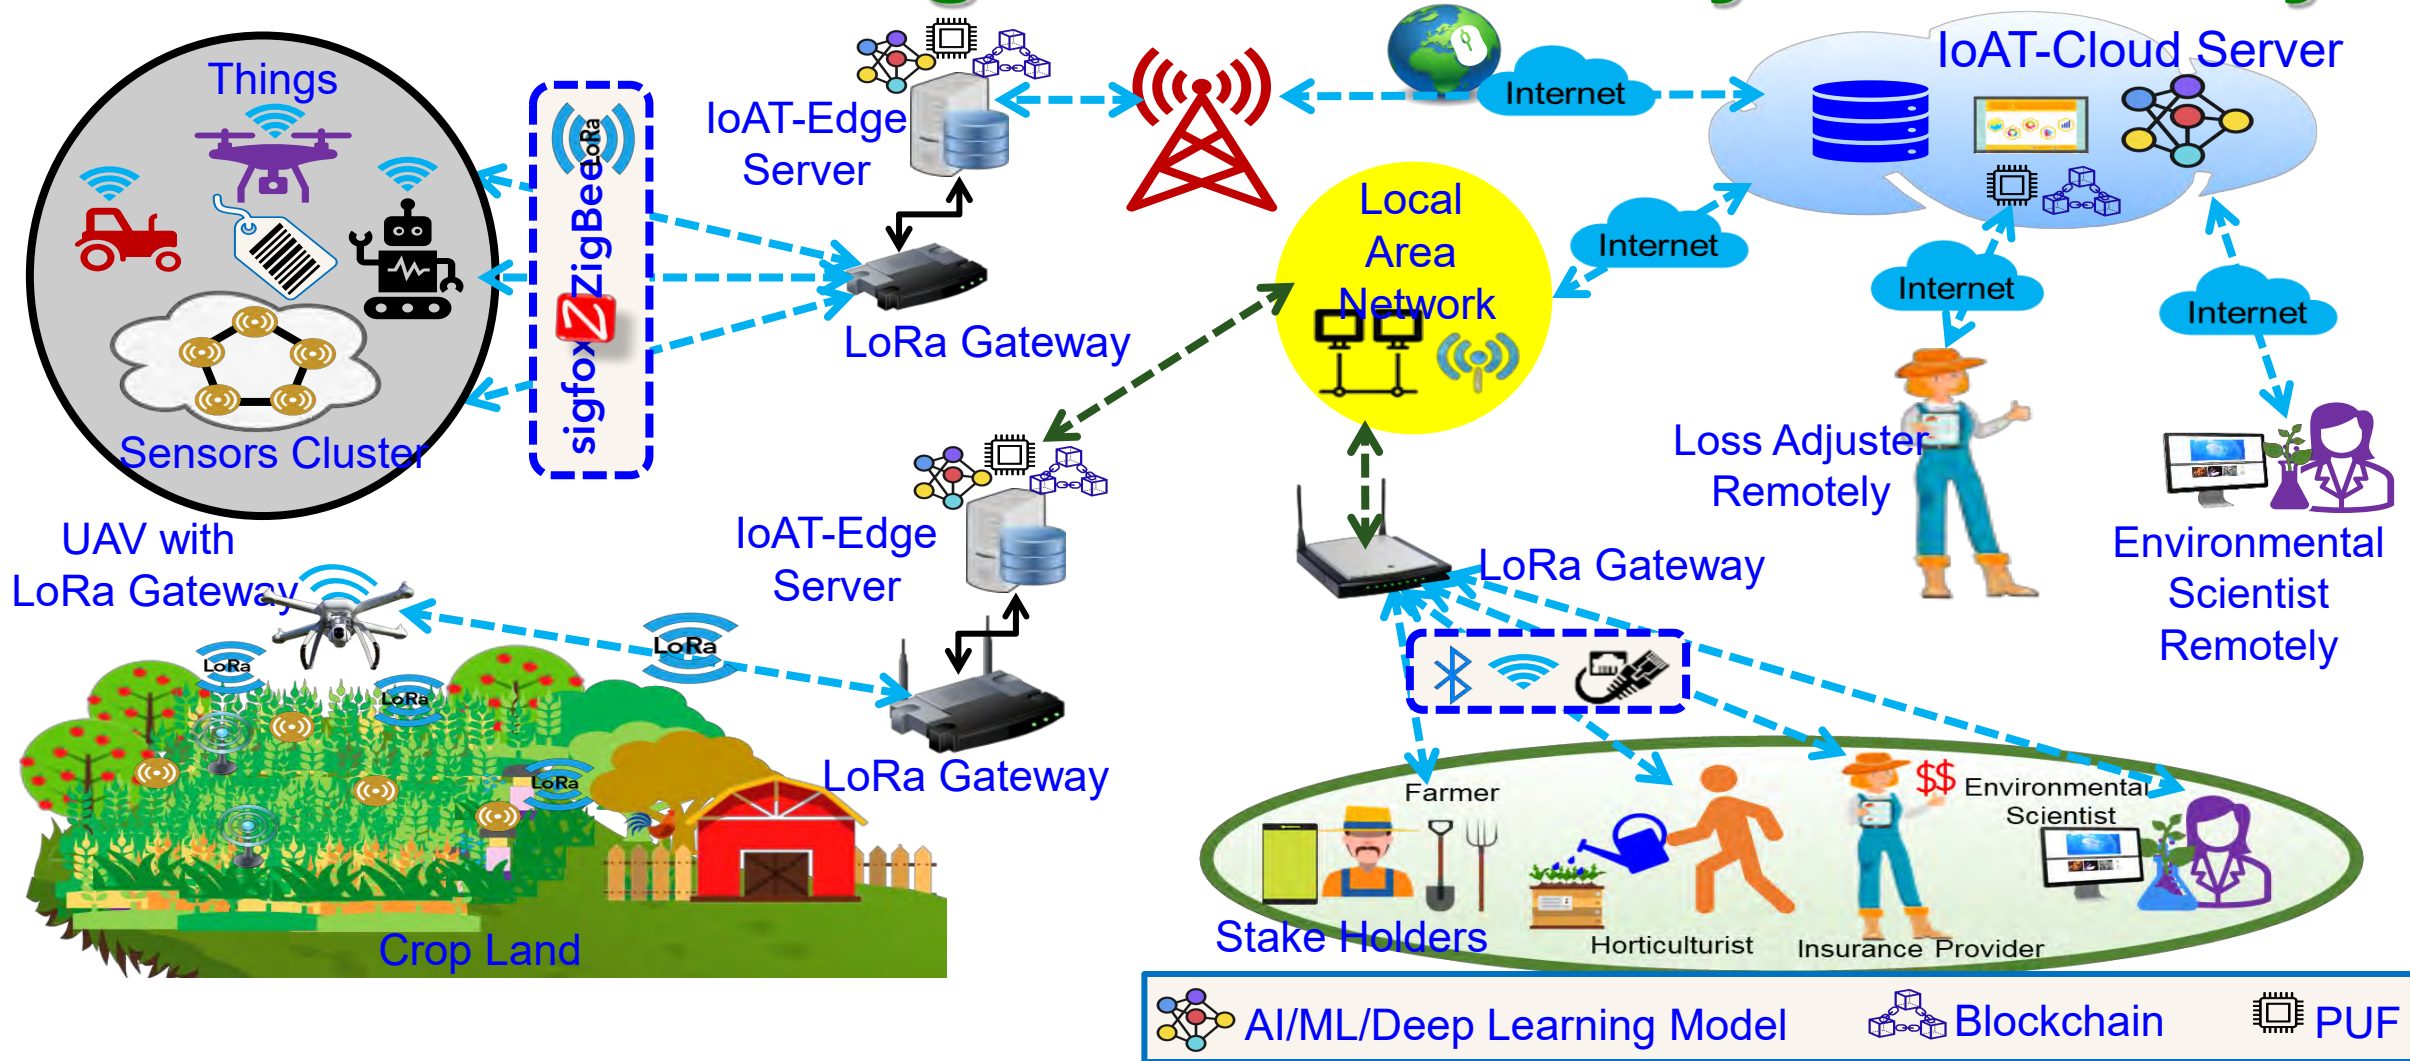 Things
Sensors Cluster
LoRa
ZigBee
sigfox
IoAT-Edge
Server
LoRa Gateway
Internet
IoAT-Cloud Server
Local
Area
Network
Internet
Internet
Internet
Loss Adjuster
Remotely
Environmental
Scientist
Remotely
UAV with
LoRa Gateway
LoRa
LoRa
LoRa
LoRa
IoAT-Edge
Server
LoRa Gateway
Crop Land
LoRa Gateway
Farmer
Horticulturist
$$
Insurance Provider
Environmental
Scientist
Stake Holders
AI/ML/Deep Learning Model
Blockchain
PUF